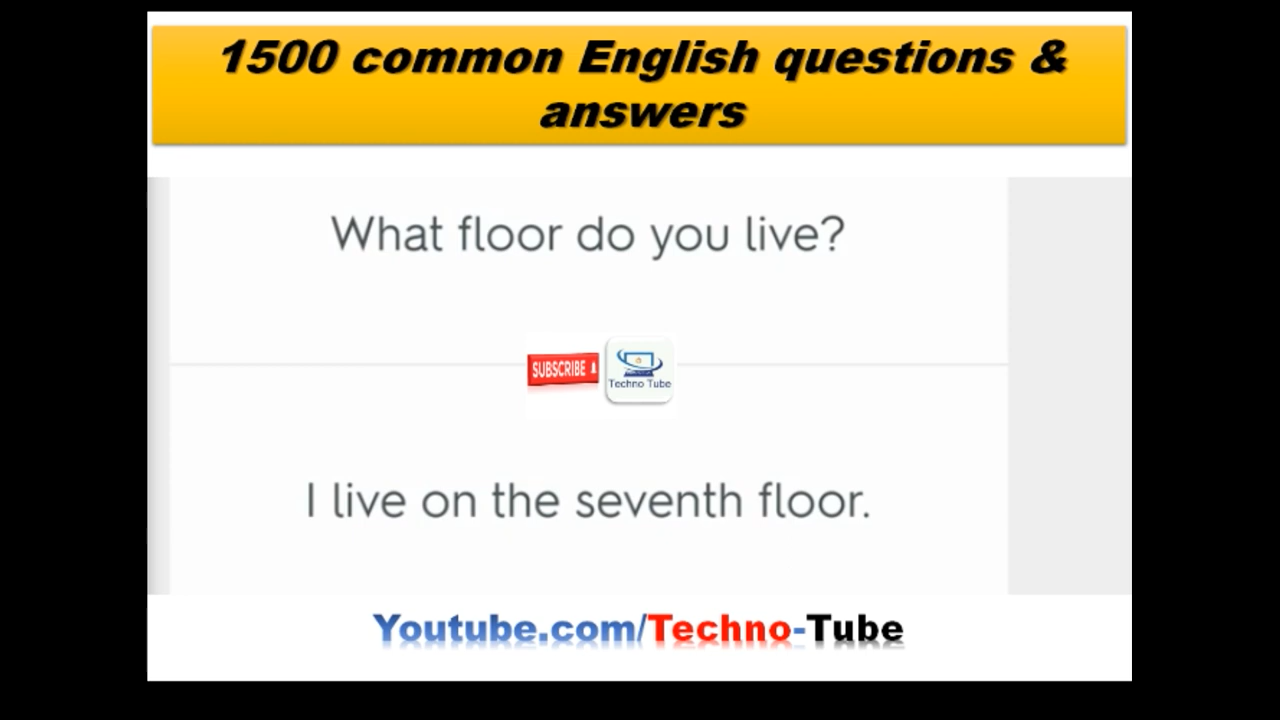 1500 common English questions &
answers
What floor do you live?
SUBSCRIBE
Techno Tube
I live on the seventh floor.
Youtube.com/Techno-Tube